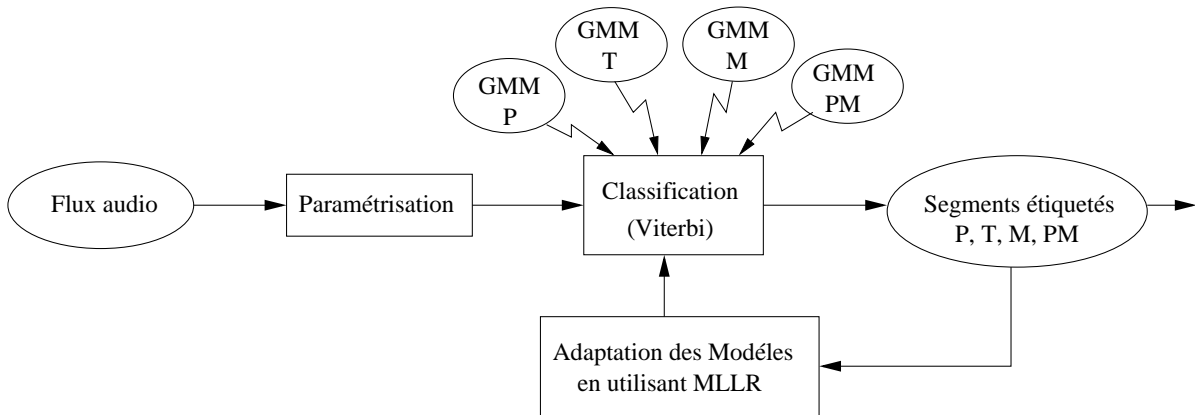 GMM
T
GMM
M
GMM
P
GMM
PM
Flux audio
Paramétrisation
Classification
(Viterbi)
Segments étiquetés
P, T, M, PM
Adaptation des Modéles
en utilisant MLLR